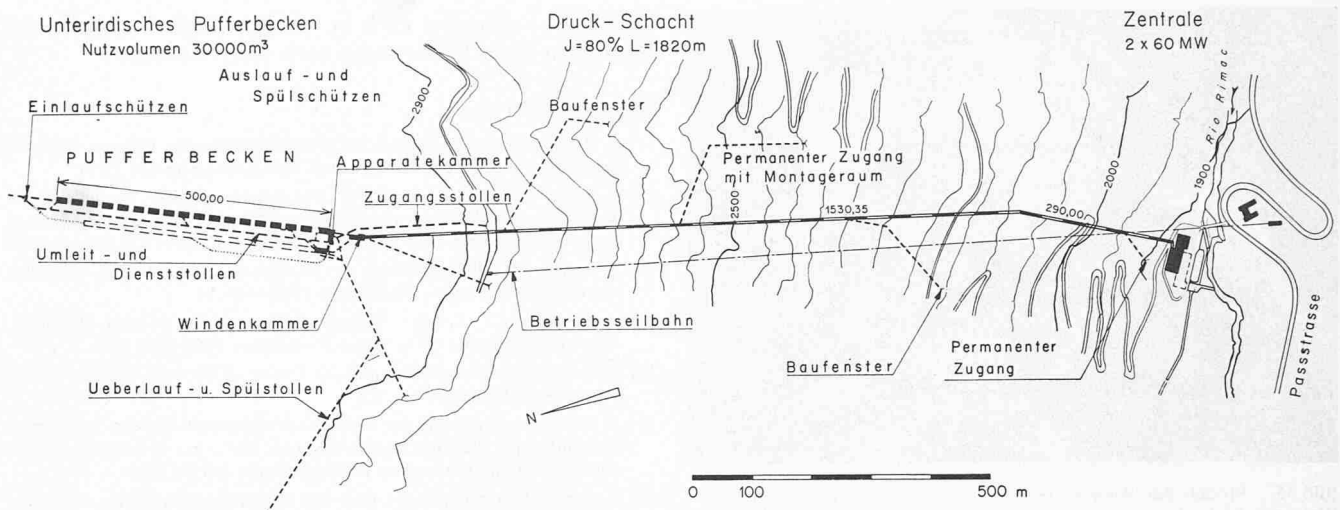 Unterirdisches Pufferbecken
Nutzvolumen 30000m³
Druck-Schacht
J=80% L=1820m
Zentrale
2 x 60 MW
Auslauf- und
Spülschützen
Einlaufschützen
2900
Baufenster
Rio Rimac
PUFFERBECKEN
Apparatekammer
Permanenter Zugang
mit Montageraum
500,00
Zugangsstollen
2500
1530,35
290,00
2000
1900
Umleit- und
Dienststollen
Windenkammer
Betriebsseilbahn
Baufenster
Permanenter
Zugang
Passstrasse
Ueberlauf- u. Spülstollen
N
0 100 500 m